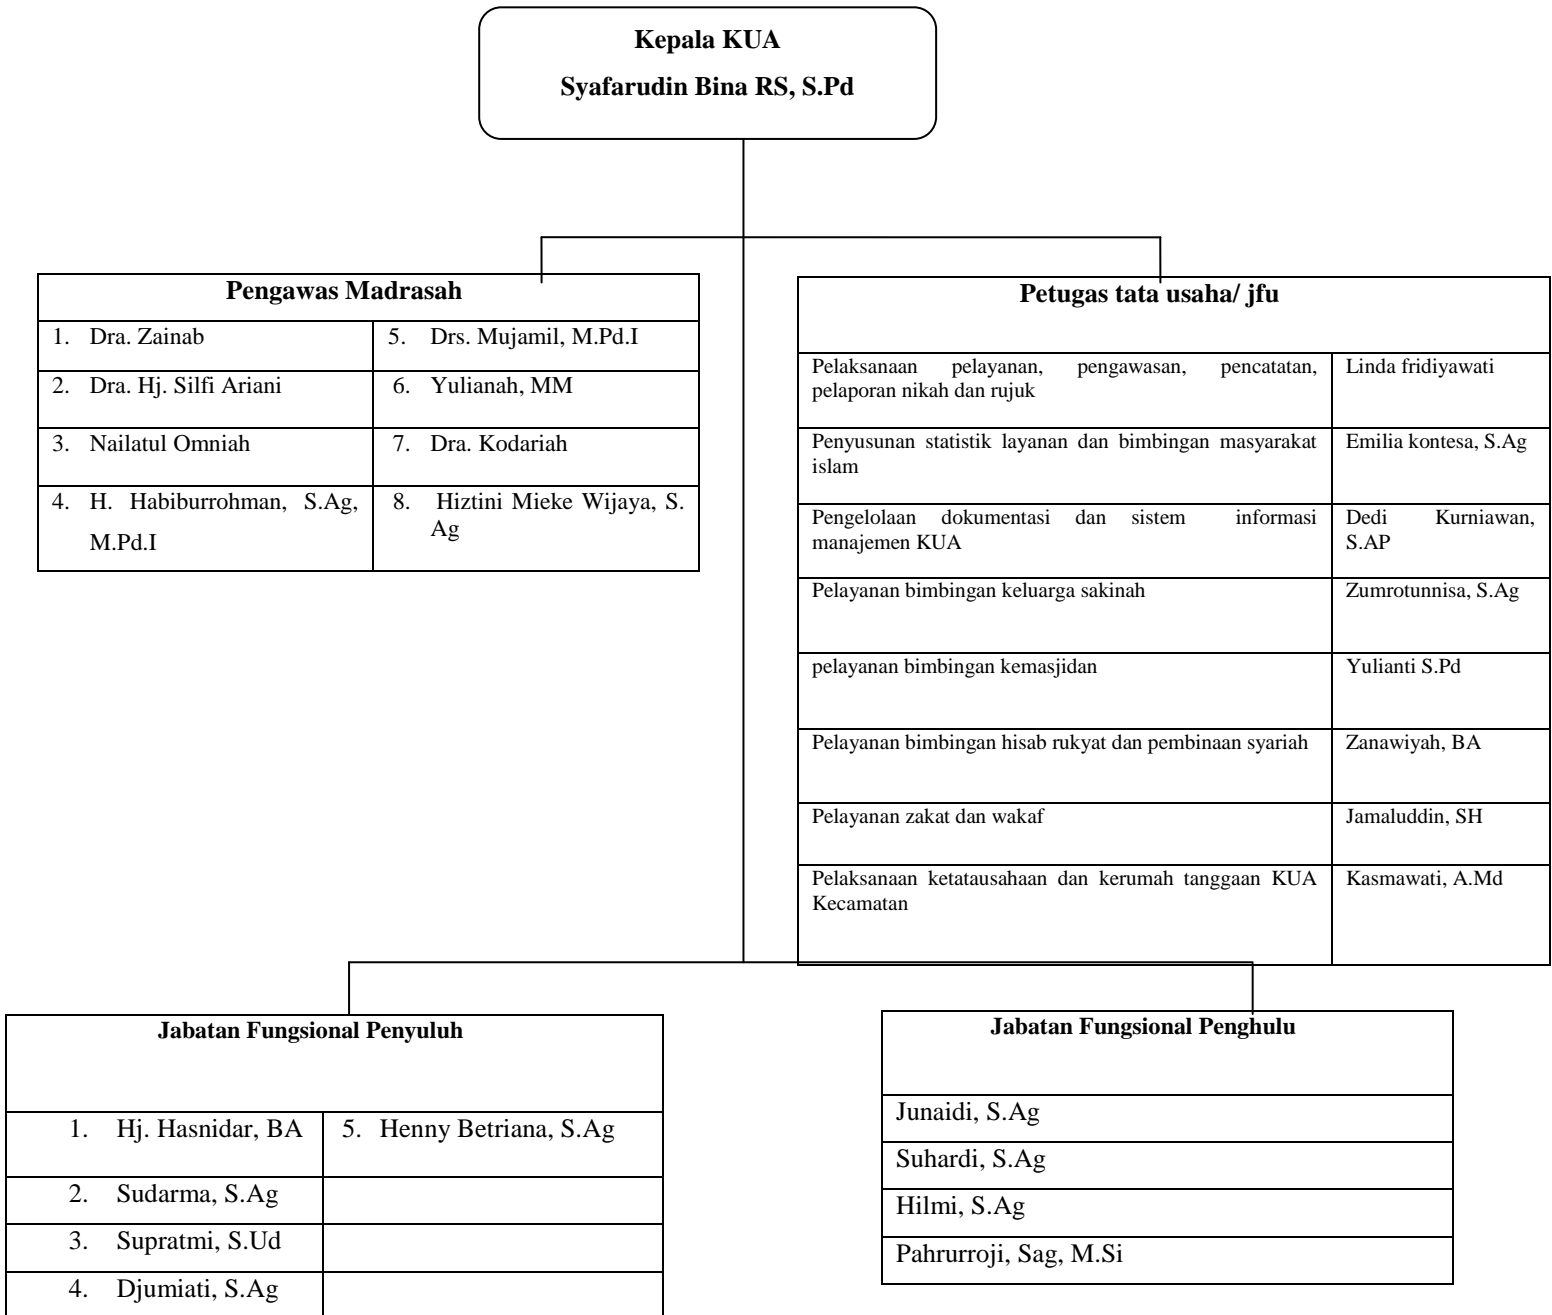 Kepala KUA
Syafarudin Bina RS, S.Pd
Pengawas Madrasah
1. Dra. Zainab
5. Drs. Mujamil, M.Pd.I
2. Dra. Hj. Silfi Ariani
6. Yulianah, MM
3. Nailatul Omniah
7. Dra. Kodariah
4. H. Habiburrohman, S.Ag,
M.Pd.I
8. Hiztini Mieke Wijaya, S.
Ag
Petugas tata usaha/ jfu
Pelaksanaan pelayanan, pengawasan, pencatatan,
pelaporan nikah dan rujuk
Linda fridiyawati
Penyusunan statistik layanan dan bimbingan masyarakat
islam
Emilia kontesa, S.Ag
Pengelolaan dokumentasi dan sistem informasi
manajemen KUA
Dedi Kurniawan,
S.AP
Pelayanan bimbingan keluarga sakinah
Zumrotunnisa, S.Ag
pelayanan bimbingan kemasjidan
Yulianti S.Pd
Pelayanan bimbingan hisab rukyat dan pembinaan syariah
Zanawiyah, BA
Pelayanan zakat dan wakaf
Jamaluddin, SH
Pelaksanaan ketatausahaan dan kerumah tanggaan KUA
Kecamatan
Kasmawati, A.Md
Jabatan Fungsional Penyuluh
1. Hj. Hasnidar, BA
5. Henny Betriana, S.Ag
2. Sudarma, S.Ag
3. Supratmi, S.Ud
4. Djumiati, S.Ag
Jabatan Fungsional Penghulu
Junaidi, S.Ag
Suhardi, S.Ag
Hilmi, S.Ag
Pahrurroji, Sag, M.Si